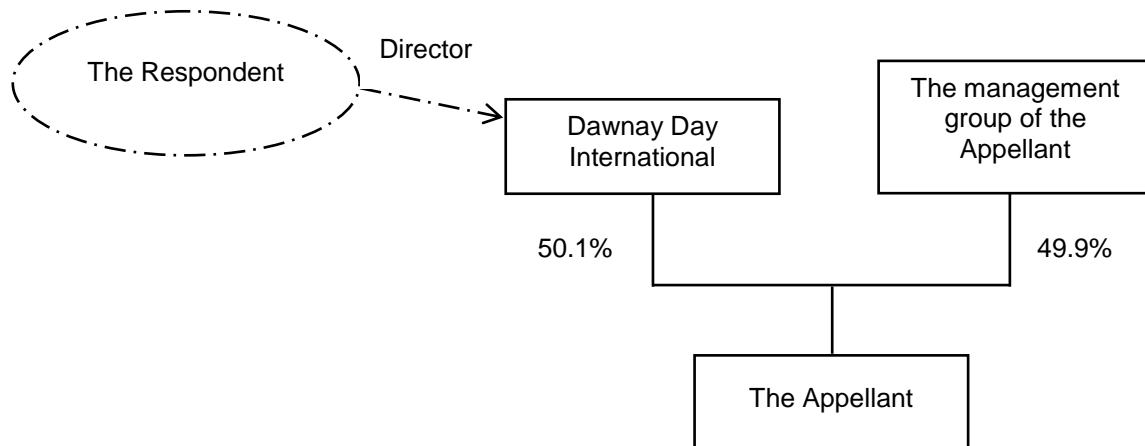 Director
The Respondent
The management
group of the
Appellant
Dawnay Day
International
50.1%
49.9%
The Appellant